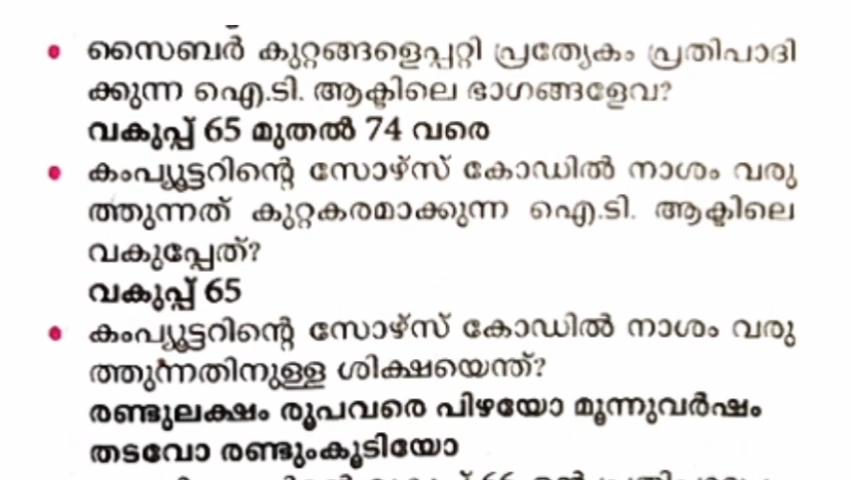 • സൈബർ കുറ്റങ്ങളെപ്പറ്റി പ്രത്യേകം പ്രതിപാദി
ക്കുന്ന ഐ.ടി. ആക്ടിലെ ഭാഗങ്ങളേവ?
വകുപ്പ് 65 മുതൽ 74 വരെ
• കംപ്യൂട്ടറിന്റെ സോഴ്സ് കോഡിൽ നാശം വരു
ത്തുന്നത് കുറ്റകരമാക്കുന്ന ഐ.ടി. ആക്ടിലെ
വകുപ്പേത്?
വകുപ്പ് 65
• കംപ്യൂട്ടറിന്റെ സോഴ്സ് കോഡിൽ നാശം വരു
ത്തുന്നതിനുള്ള ശിക്ഷയെന്ത്?
രണ്ടുലക്ഷം രൂപവരെ പിഴയോ മൂന്നുവർഷം
തടവോ രണ്ടുംകൂടിയോ